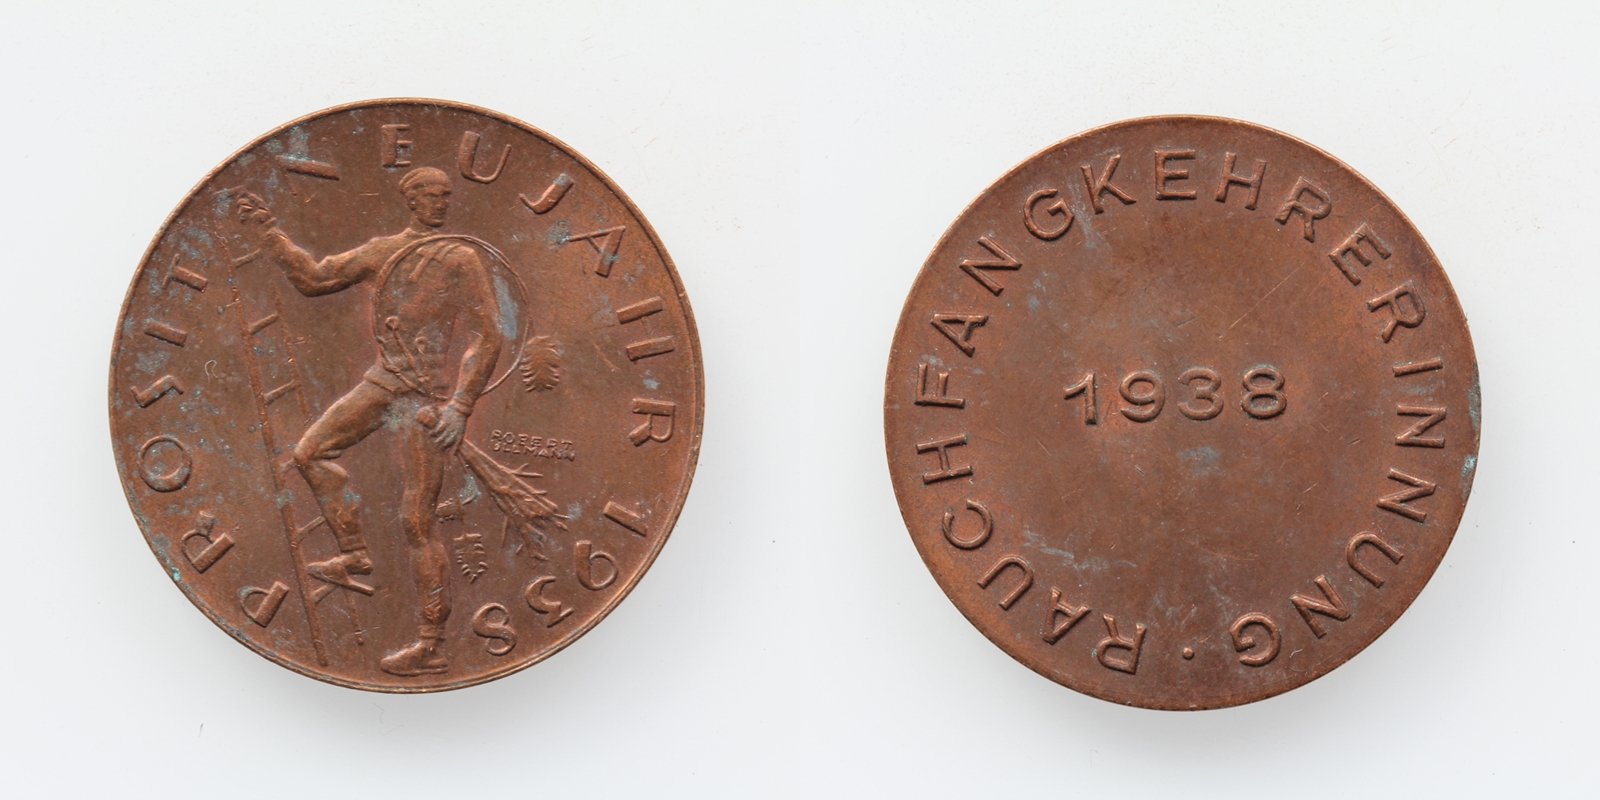 PROSIT NEUJAHR 1938
ROBERT
ULLMANN
RAUCHFANGKEHRERINNUNG ·
1938